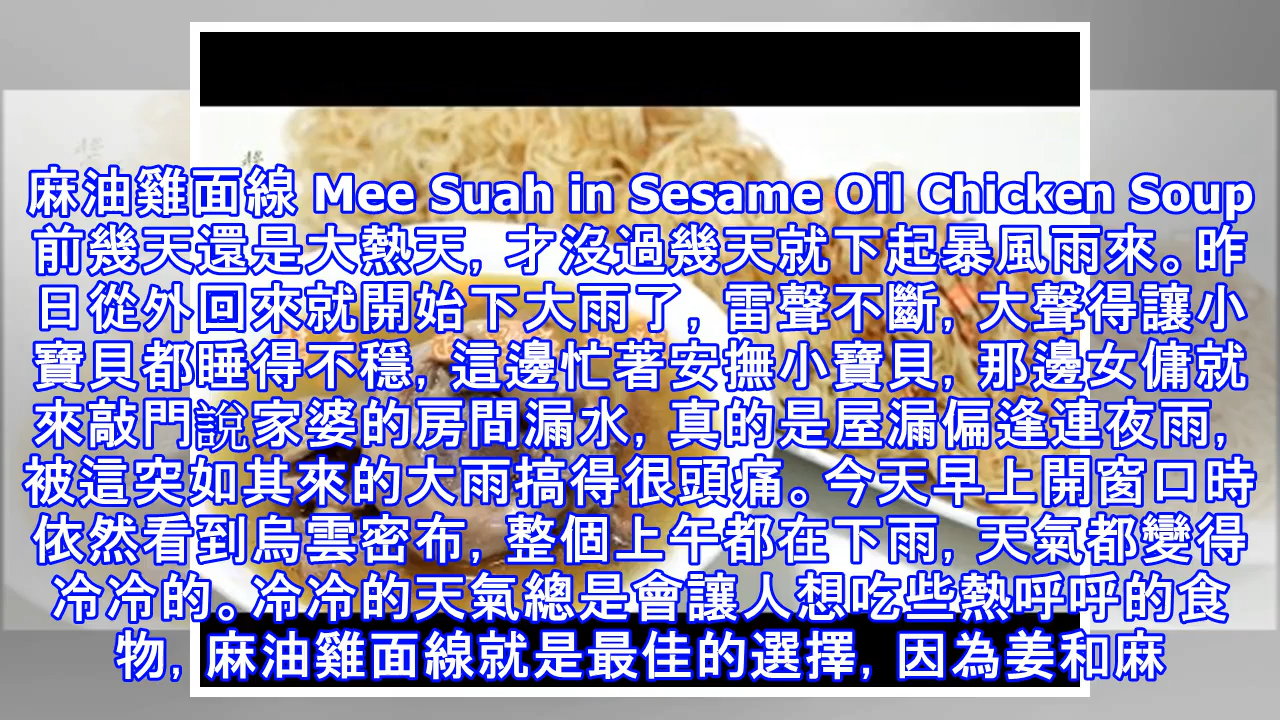 麻油雞面線 Mee Suah in Sesame Oil Chicken Soup
前幾天還是大熱天, 才沒過幾天就下起暴風雨來。昨
日從外回來就開始下大雨了, 雷聲不斷, 大聲得讓小
寶貝都睡得不穩, 這邊忙著安撫小寶貝, 那邊女傭就
來敲門說家婆的房間漏水, 真的是屋漏偏逢連夜雨,
被這突如其來的大雨搞得很頭痛。今天早上開窗口時
依然看到烏雲密布, 整個上午都在下雨, 天氣都變得
冷冷的。冷冷的天氣總是會讓人想吃些熱呼呼的食
物, 麻油雞面線就是最佳的選擇, 因為姜和麻